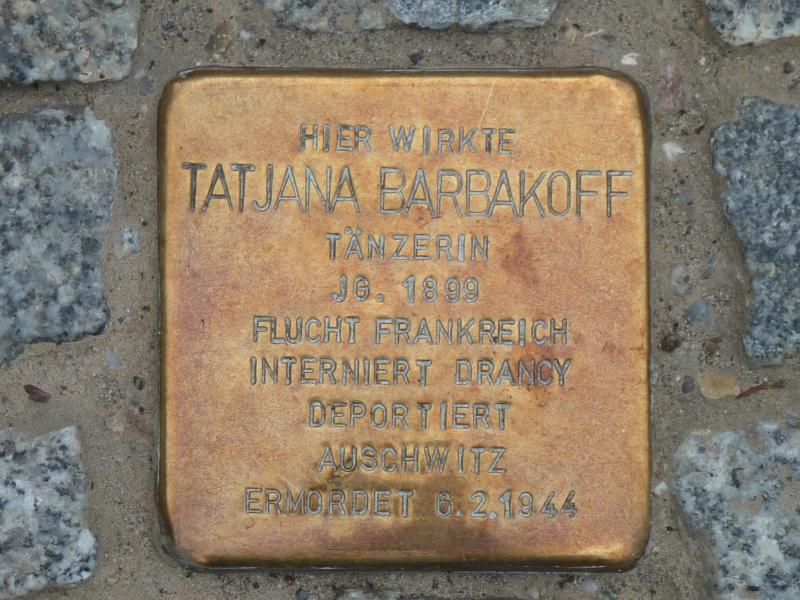 HIER WIRKTE
TATJANA BARBAKOFF
TÄNZERIN
JG. 1899
FLUCHT FRANKREICH
INTERNIERT DRANCY
DEPORTIERT
AUSCHWITZ
ERMORDET 6.2.1944